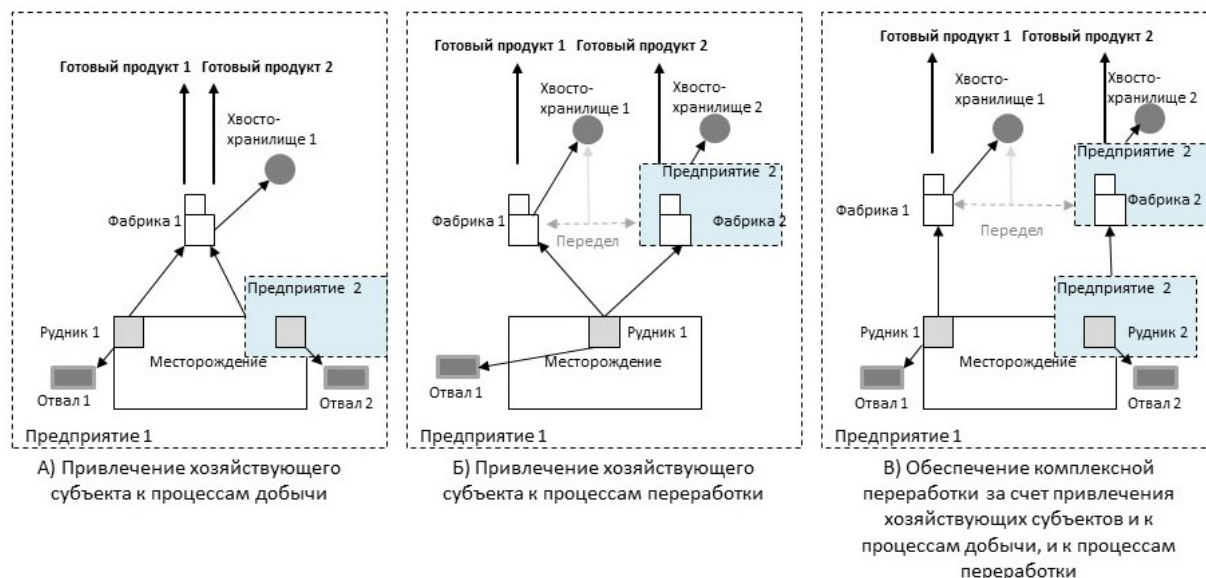 Готовый продукт 1 Готовый продукт 2
Хвосто-
хранилище 1
Фабрика 1
Предприятие 2
Рудник 1
Месторождение
Отвал 1
Отвал 2
Предприятие 1
А) Привлечение хозяйствующего
субъекта к процессам добычи
Готовый продукт 1 Готовый продукт 2
Хвосто-
хранилище 1
Хвосто-
хранилище 2
Предприятие 2
Фабрика 1
Фабрика 2
Передел
Рудник 1
Месторождение
Отвал 1
Предприятие 1
Б) Привлечение хозяйствующего
субъекта к процессам переработки
Готовый продукт 1 Готовый продукт 2
Хвосто-
хранилище 1
Хвосто-
хранилище 2
Предприятие 2
Фабрика 1
Фабрика 2
Передел
Предприятие 2
Рудник 1
Рудник 2
Месторождение
Отвал 1
Отвал 2
Предприятие 1
В) Обеспечение комплексной
переработки за счет привлечения
хозяйствующих субъектов и к
процессам добычи, и к процессам
переработки